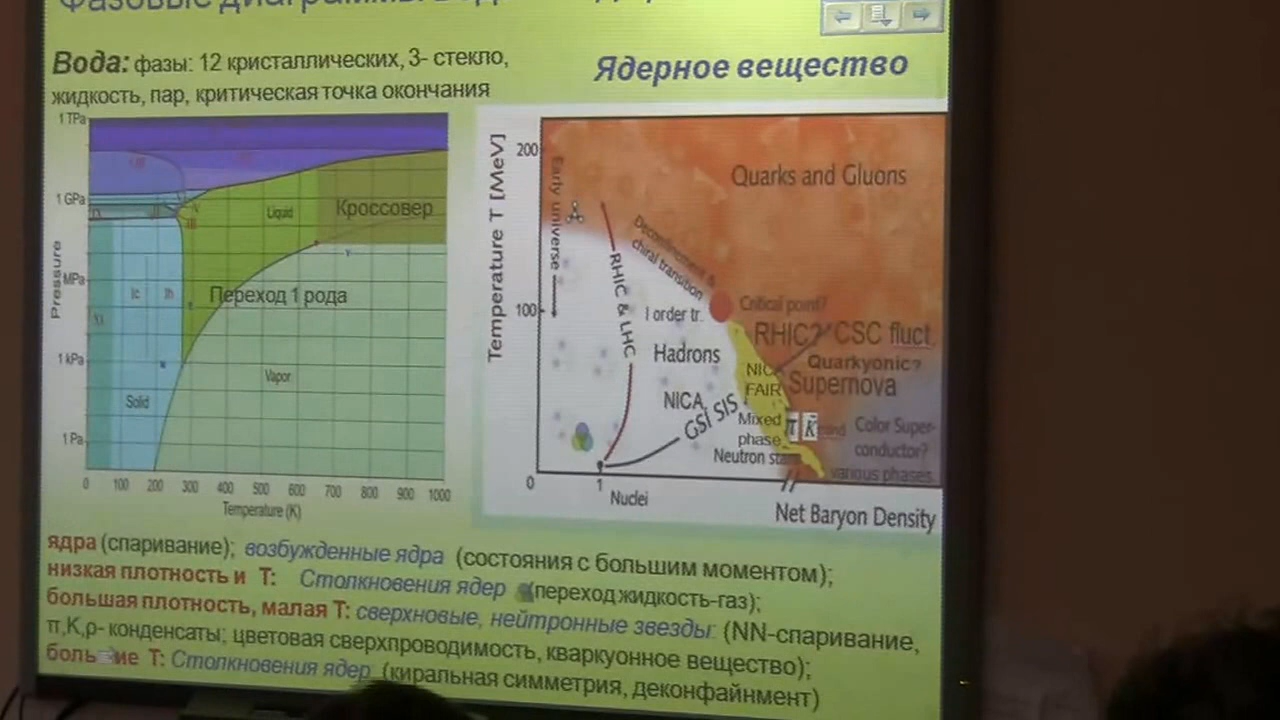 Фазовые диаграммы
Вода: фазы: 12 кристаллических, 3- стекло,
жидкость, пар, критическая точка окончания
Ядерное вещество
1 TPa
1 GPa
MPa
1 kPa
1 Pa
Pressure
Liquid
Кроссовер
Переход 1 рода
Ic
Ih
XI
Vapor
Solid
0 100 200 300 400 500 600 700 800 900 1000
Temperature (K)
Temperature T [MeV]
200
100
0
Early universe
Quarks and Gluons
Deconfinement &
chiral transition
RHIC & LHC
Critical point?
I order tr.
RHIC? CSC fluct.
Hadrons
Quarkyonic?
NIC
FAIR
Supernova
NICA,
GSI SIS
Mixed
phase
π K̄ cond
Color Super-
conductor?
Neutron sta
various phases
1
Nuclei
Net Baryon Density
ядра (спаривание); возбужденные ядра (состояния с большим моментом);
низкая плотность и T: Столкновения ядер (переход жидкость-газ);
большая плотность, малая T: сверхновые, нейтронные звезды: (NN-спаривание,
π,K,ρ- конденсаты; цветовая сверхпроводимость, кваркуонное вещество);
боль ие T: Столкновения ядер (киральная симметрия, деконфайнмент)